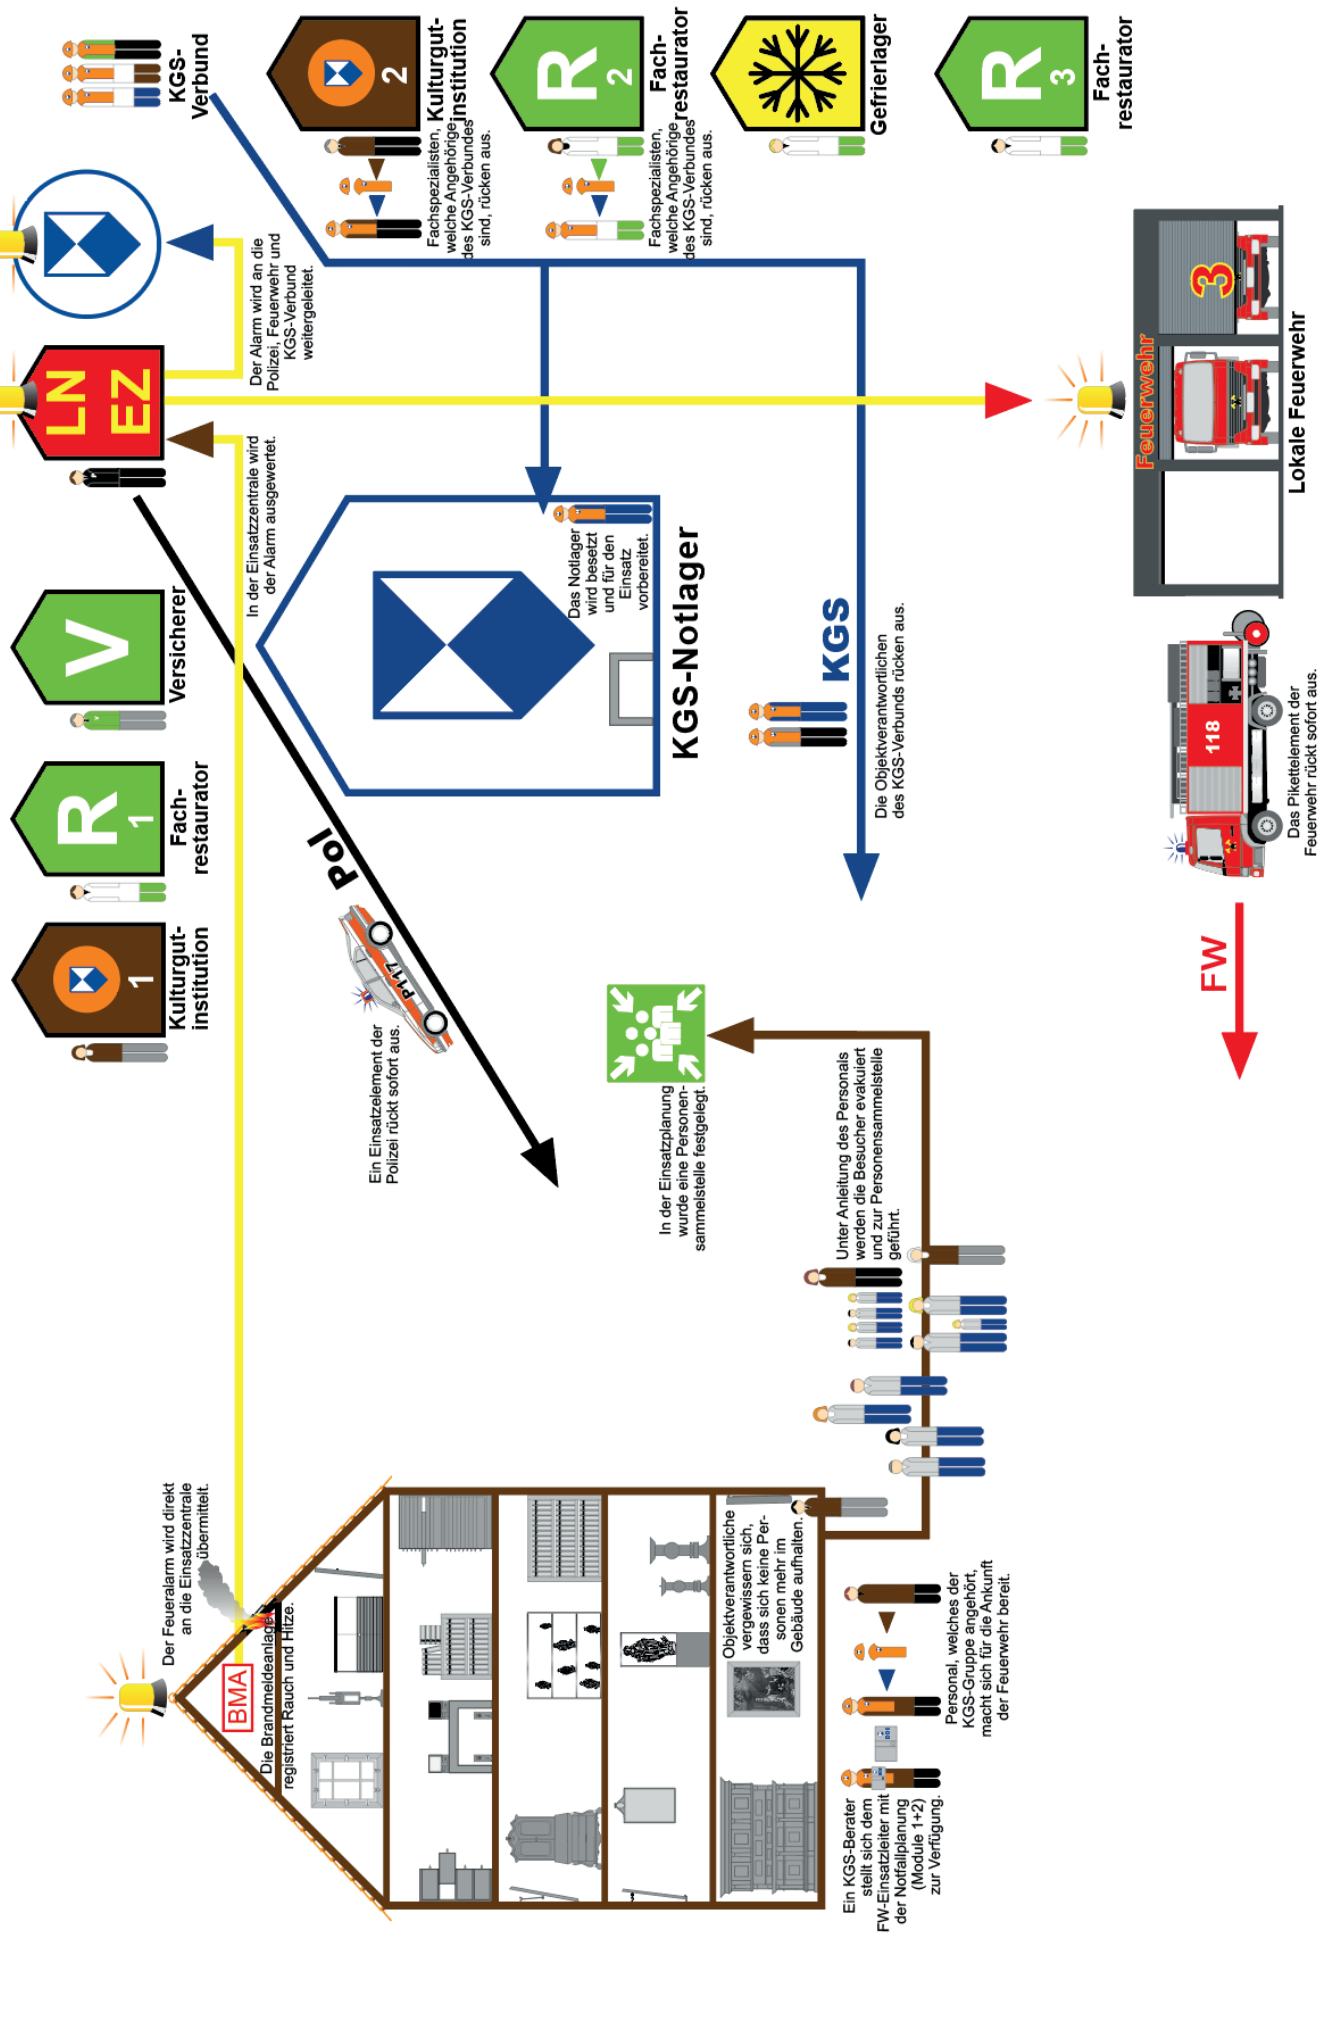 Der Feueralarm wird direkt
an die Einsatzzentrale
übermittelt.
BMA
Die Brandmeldeanlage
registriert Rauch und Hitze.
Objektverantwortliche
vergewissern sich,
dass sich keine Per-
sonen mehr im
Gebäude aufhalten.
Ein KGS-Berater
stellt sich dem
FW-Einsatzleiter mit
der Notfallplanung
(Module 1+2)
zur Verfügung.
Personal, welches der
KGS-Gruppe angehört,
macht sich für die Ankunft
der Feuerwehr bereit.
Unter Anleitung des Personals
werden die Besucher evakuiert
und zur Personensammelstelle
geführt.
In der Einsatzplanung
wurde eine Personen-
sammelstelle festgelegt.
Ein Einsatzelement der
Polizei rückt sofort aus.
P117
Pol
1
Kulturgut-
institution
R
1
Fach-
restaurator
V
Versicherer
LN
EZ
In der Einsatzzentrale wird
der Alarm ausgewertet.
Der Alarm wird an die
Polizei, Feuerwehr und
KGS-Verbund
weitergeleitet.
KGS-
Verbund
2
Kulturgut-
institution
Fachspezialisten,
welche Angehörige
des KGS-Verbundes
sind, rücken aus.
R
2
Fach-
restaurator
Fachspezialisten,
welche Angehörige
des KGS-Verbundes
sind, rücken aus.
Gefrierlager
R
3
Fach-
restaurator
Das Notlager
wird besetzt
und für den
Einsatz
vorbereitet.
KGS-Notlager
KGS
Die Objektverantwortlichen
des KGS-Verbunds rücken aus.
Feuerwehr
3
Lokale Feuerwehr
118
Das Pikettelement der
Feuerwehr rückt sofort aus.
FW